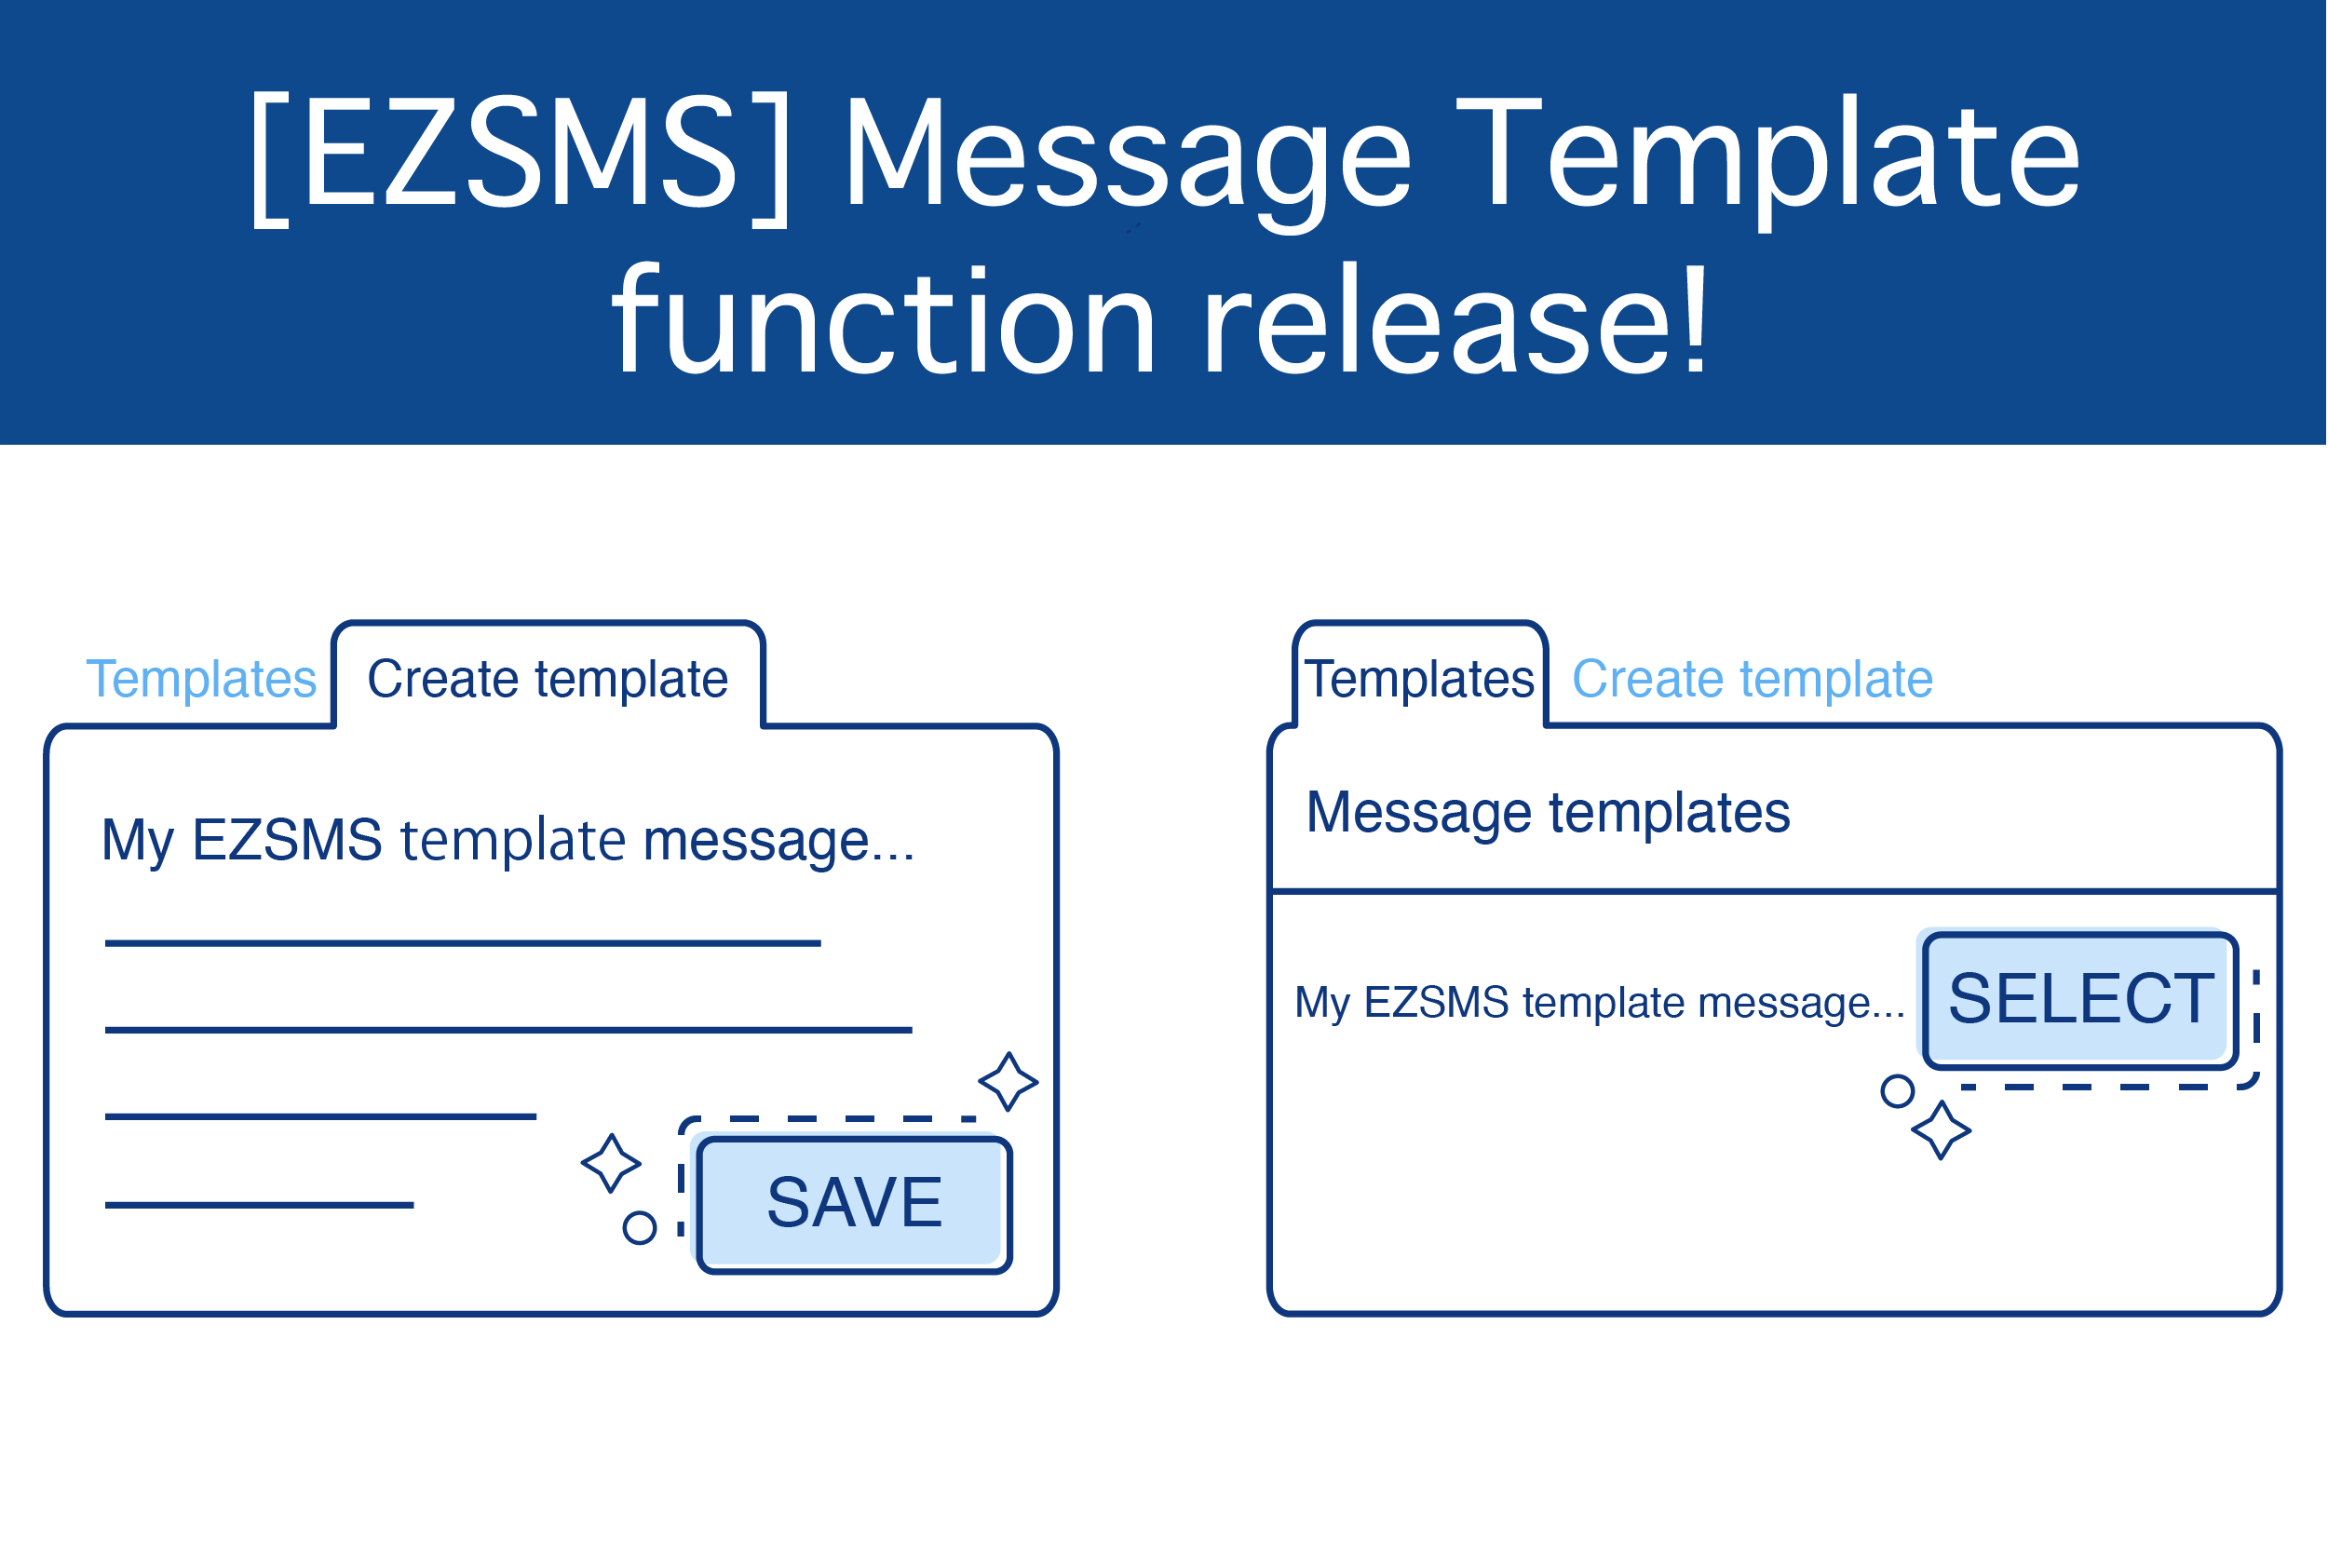 [EZSMS] Message Template
function release!
Templates
Create template
My EZSMS template message...
SAVE
Templates
Create template
Message templates
My EZSMS template message...
SELECT